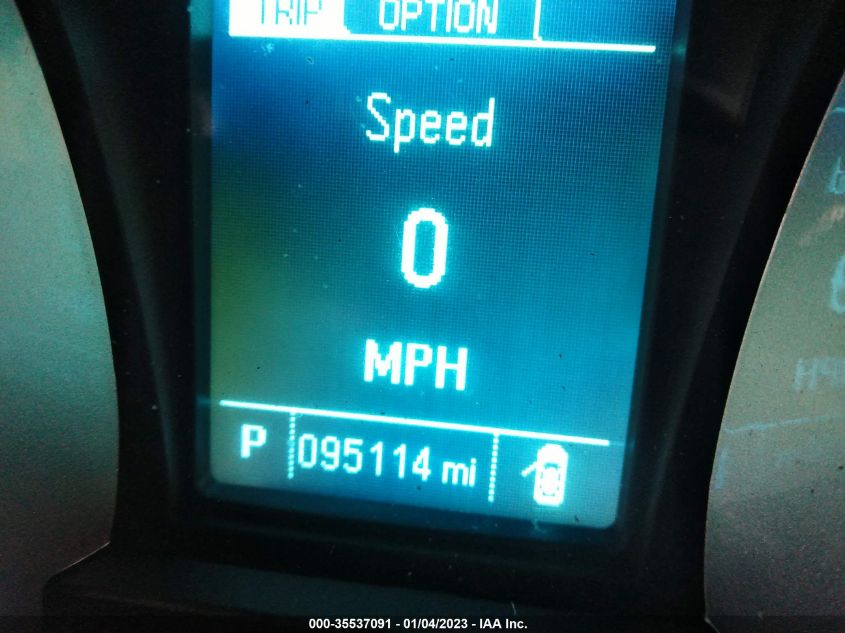 TRIP OPTION
Speed
0
MPH
P 095114 mi
000-35537091 - 01/04/2023 - IAA Inc.